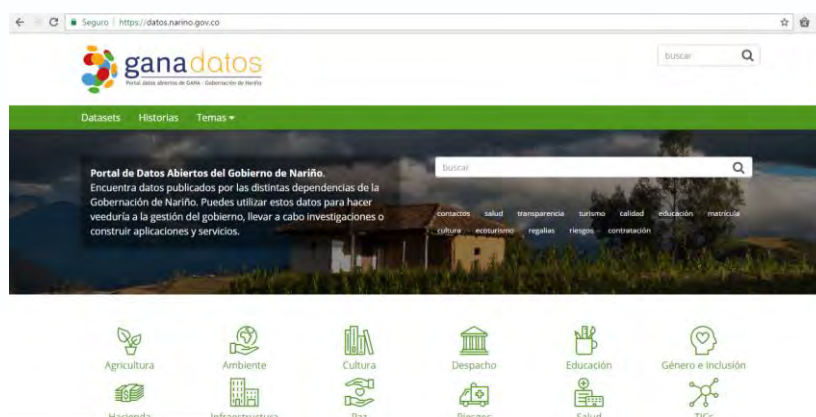 Seguro | https://datos.narino.gov.co
ganadatos
Portal datos abiertos de GANA - Gobernación de Nariño
buscar
Datasets Historias Temas
Portal de Datos Abiertos del Gobierno de Nariño.
Encuentra datos publicados por las distintas dependencias de la
Gobernación de Nariño. Puedes utilizar estos datos para hacer
veeduría a la gestión del gobierno, llevar a cabo investigaciones o
construir aplicaciones y servicios.
buscar
contactos salud transparencia turismo calidad educación matrícula
cultura ecoturismo regalías riesgos contratación
Agricultura Ambiente Cultura Despacho Educación Género e Inclusión
Hacienda Infraestructura Paz Riesgos Salud TICs